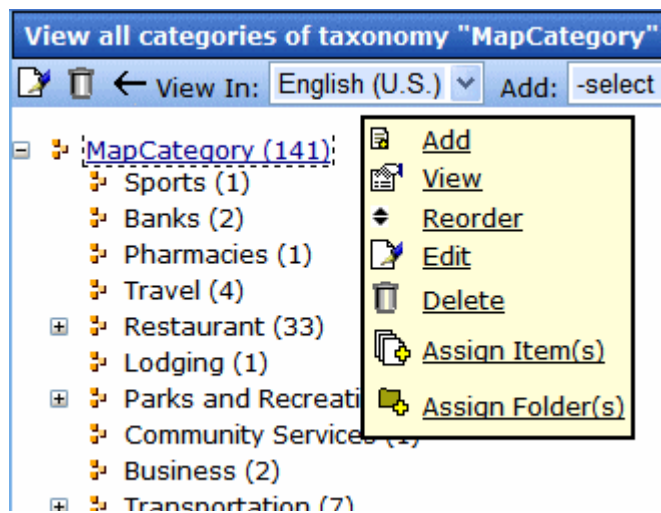 View all categories of taxonomy "MapCategory"
View In: English (U.S.) Add: -select
MapCategory (141)
Sports (1)
Banks (2)
Pharmacies (1)
Travel (4)
Restaurant (33)
Lodging (1)
Parks and Recreati
Community Services (1)
Business (2)
Transportation (7)
Add
View
Reorder
Edit
Delete
Assign Item(s)
Assign Folder(s)